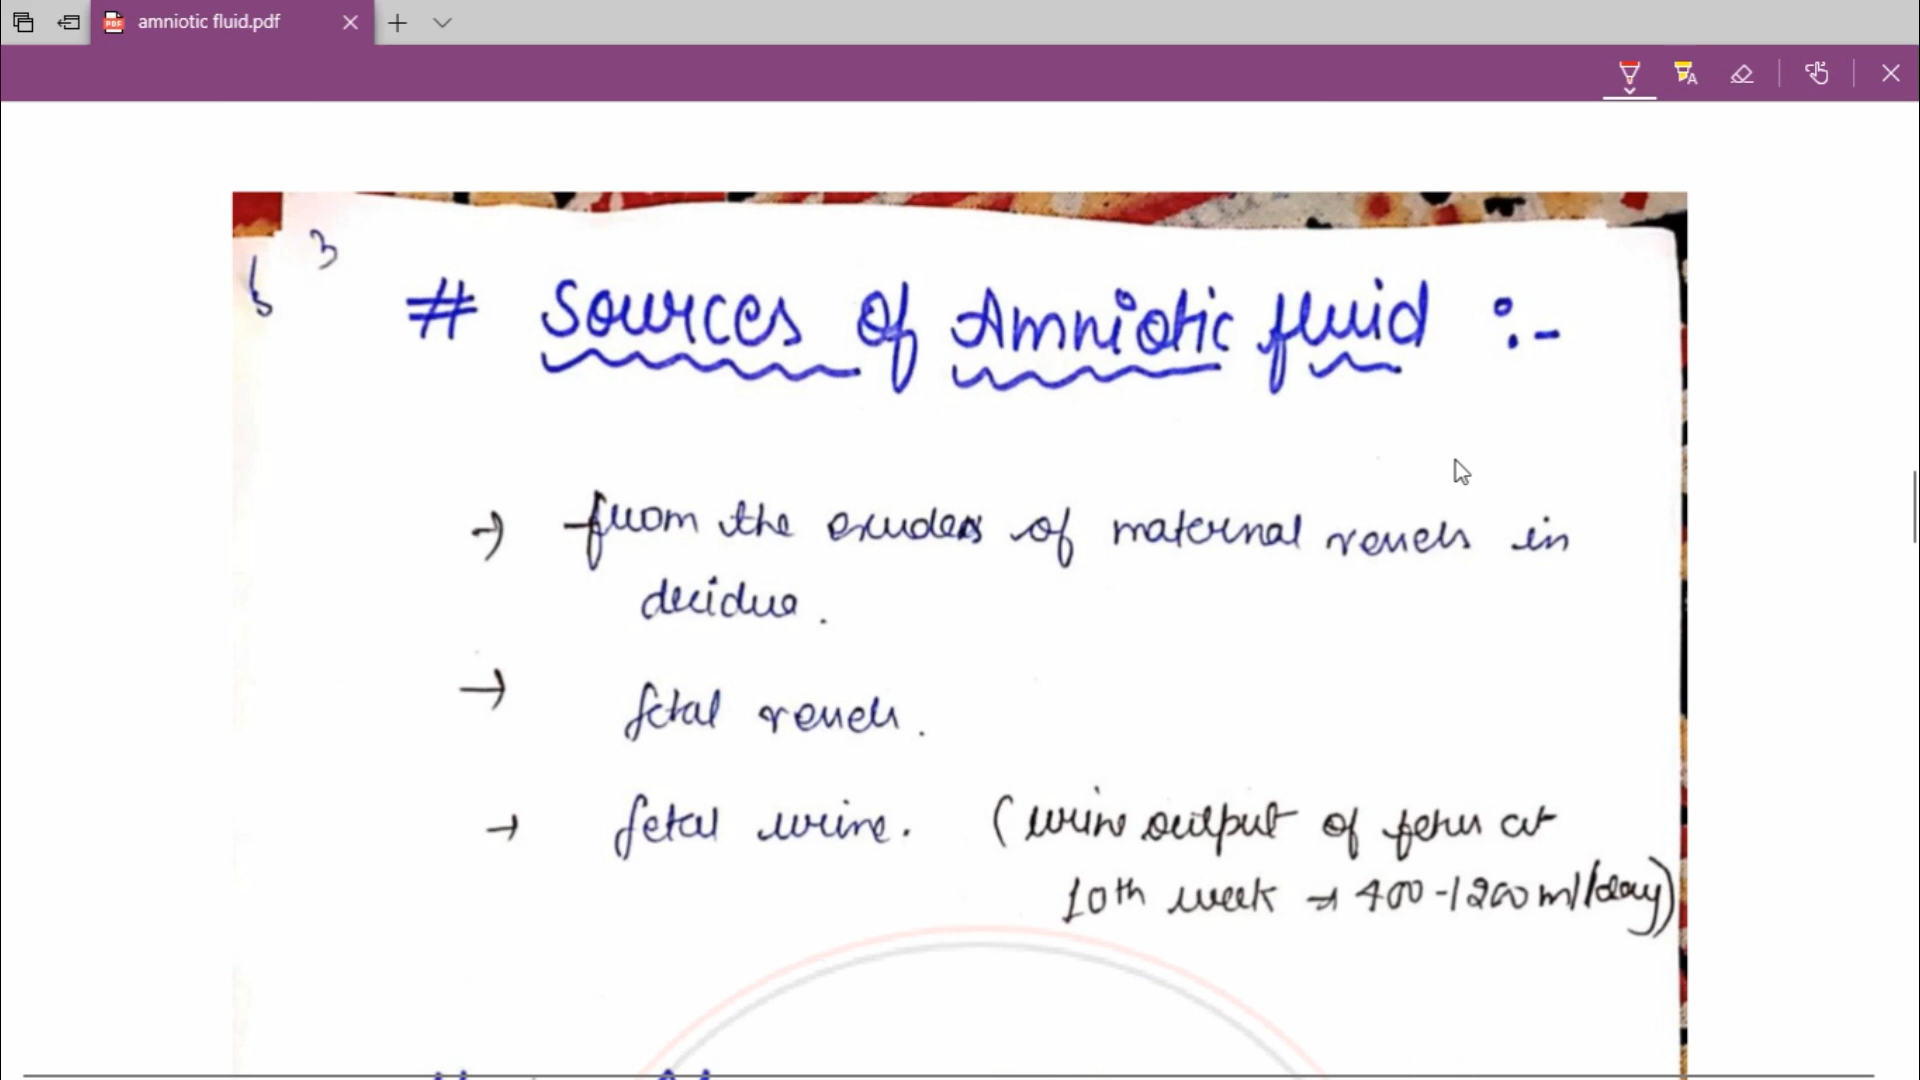 amniotic fluid.pdf
3
# Sources of Amniotic fluid :-
→ from the exudes of maternal vessels in
decidua.
→ fetal vessels.
→ fetal urine. (urine output of fetus at
10th week → 400-1200 ml/day)